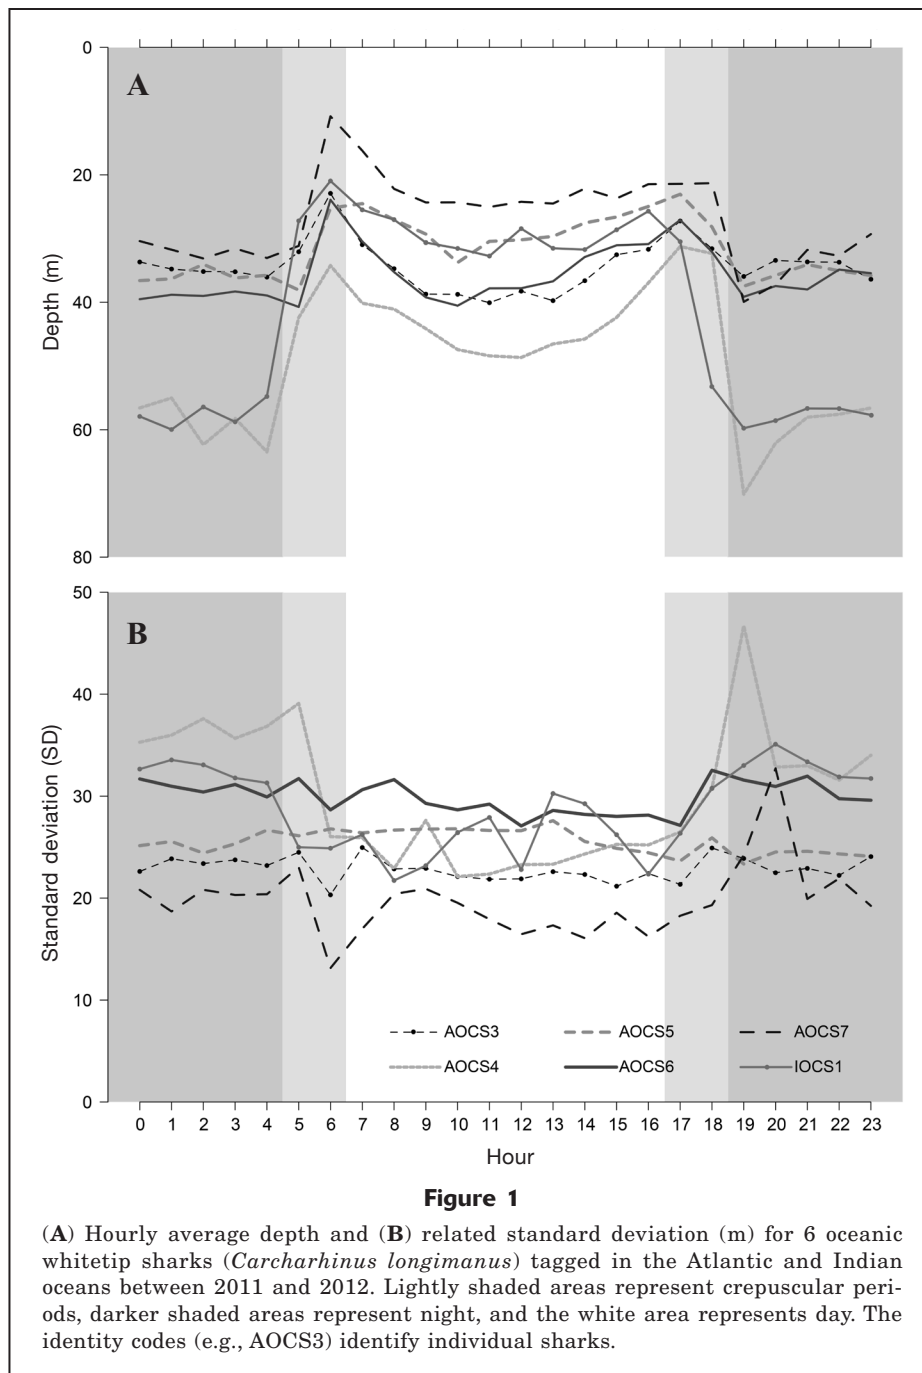 0
A
20
Depth (m)
40
60
80
50
B
40
Standard deviation (SD)
30
20
10
AOCS3 AOCS5 AOCS7
AOCS4 AOCS6 IOCS1
0
0 1 2 3 4 5 6 7 8 9 10 11 12 13 14 15 16 17 18 19 20 21 22 23
Hour
Figure 1
(A) Hourly average depth and (B) related standard deviation (m) for 6 oceanic
whitetip sharks (Carcharhinus longimanus) tagged in the Atlantic and Indian
oceans between 2011 and 2012. Lightly shaded areas represent crepuscular peri-
ods, darker shaded areas represent night, and the white area represents day. The
identity codes (e.g., AOCS3) identify individual sharks.